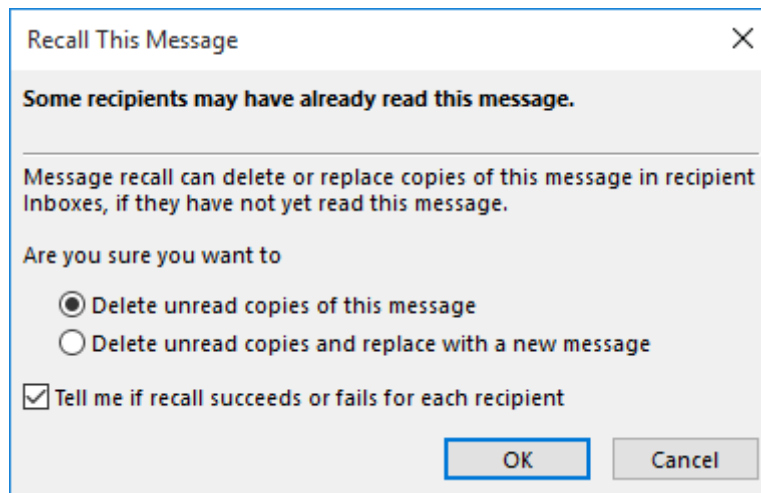 Recall This Message
Some recipients may have already read this message.
Message recall can delete or replace copies of this message in recipient
Inboxes, if they have not yet read this message.
Are you sure you want to
Delete unread copies of this message
Delete unread copies and replace with a new message
Tell me if recall succeeds or fails for each recipient
OK Cancel